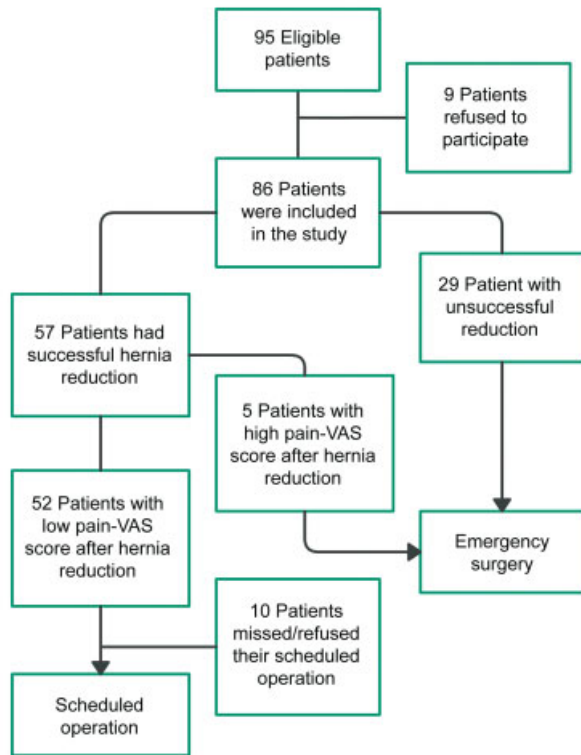 95 Eligible
patients
9 Patients
refused to
participate
86 Patients
were included
in the study
29 Patient with
unsuccessful
reduction
57 Patients had
successful hernia
reduction
5 Patients with
high pain-VAS
score after hernia
reduction
52 Patients with
low pain-VAS
score after hernia
reduction
Emergency
surgery
10 Patients
missed/refused
their scheduled
operation
Scheduled
operation